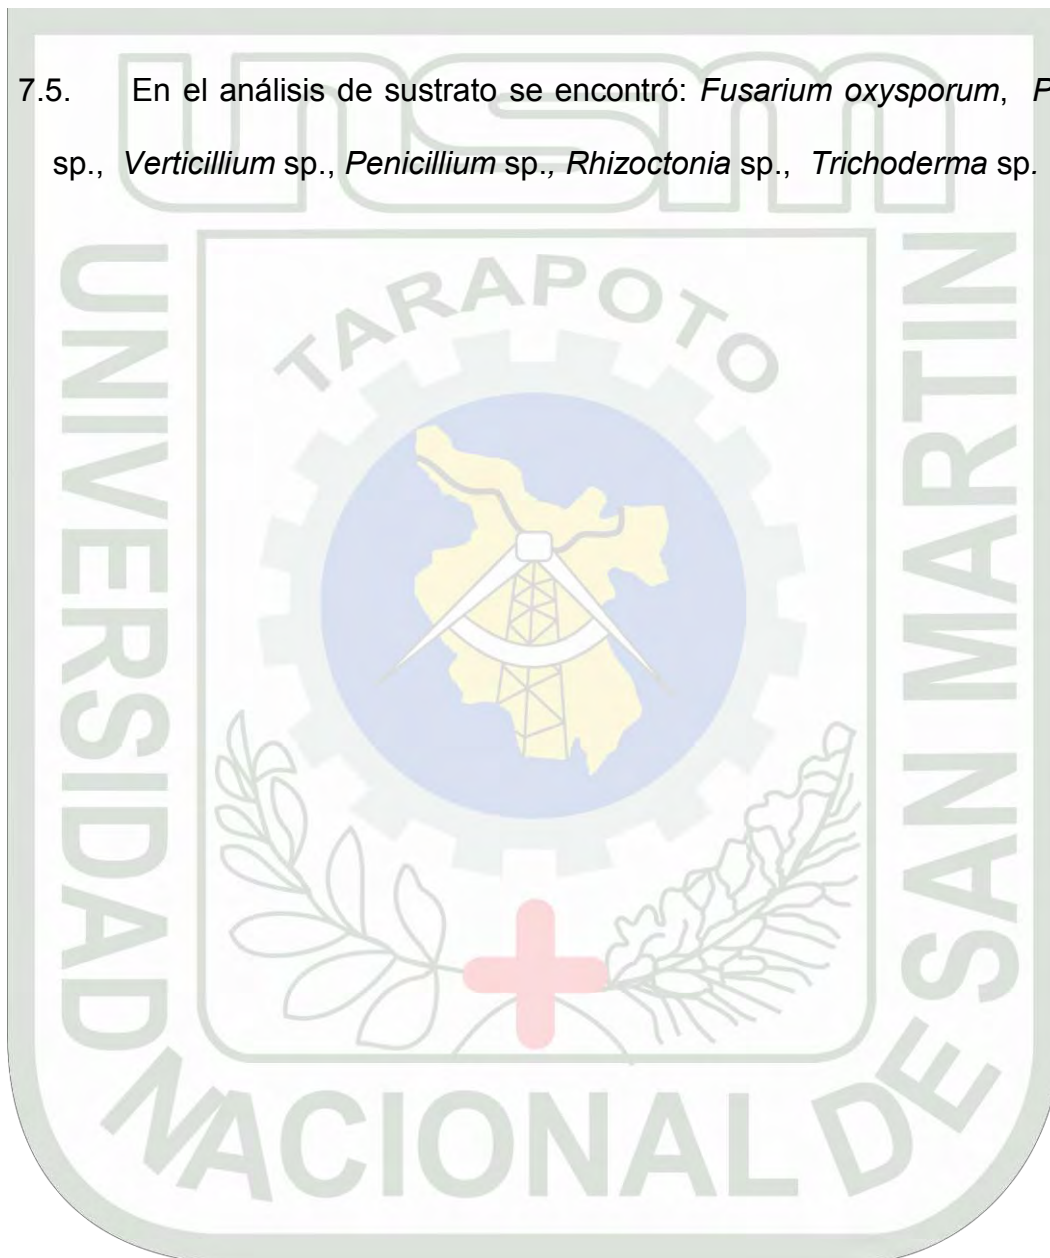 7.5. En el análisis de sustrato se encontró: Fusarium oxysporum,
sp., Verticillium sp., Penicillium sp., Rhizoctonia sp., Trichoderma sp.
unsm
TARAPOTO
UNIVERSIDAD NACIONAL DE SAN MARTIN